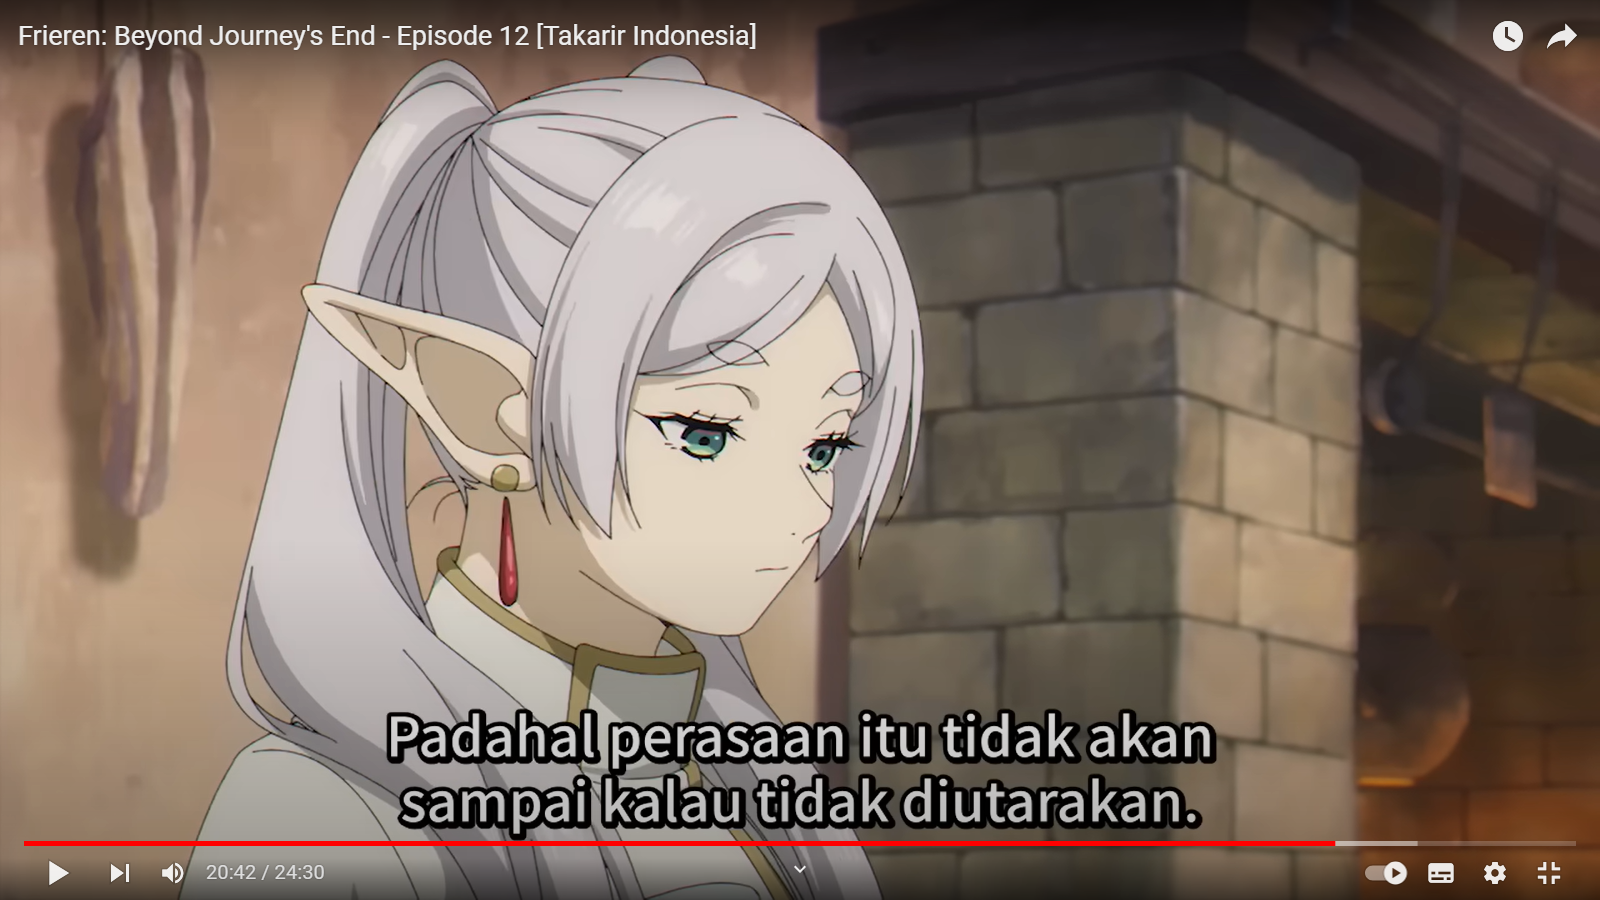 Frieren: Beyond Journey's End - Episode 12 [Takarir Indonesia]
Padahal perasaan itu tidak akan
sampai kalau tidak diutarakan.
20:42 / 24:30